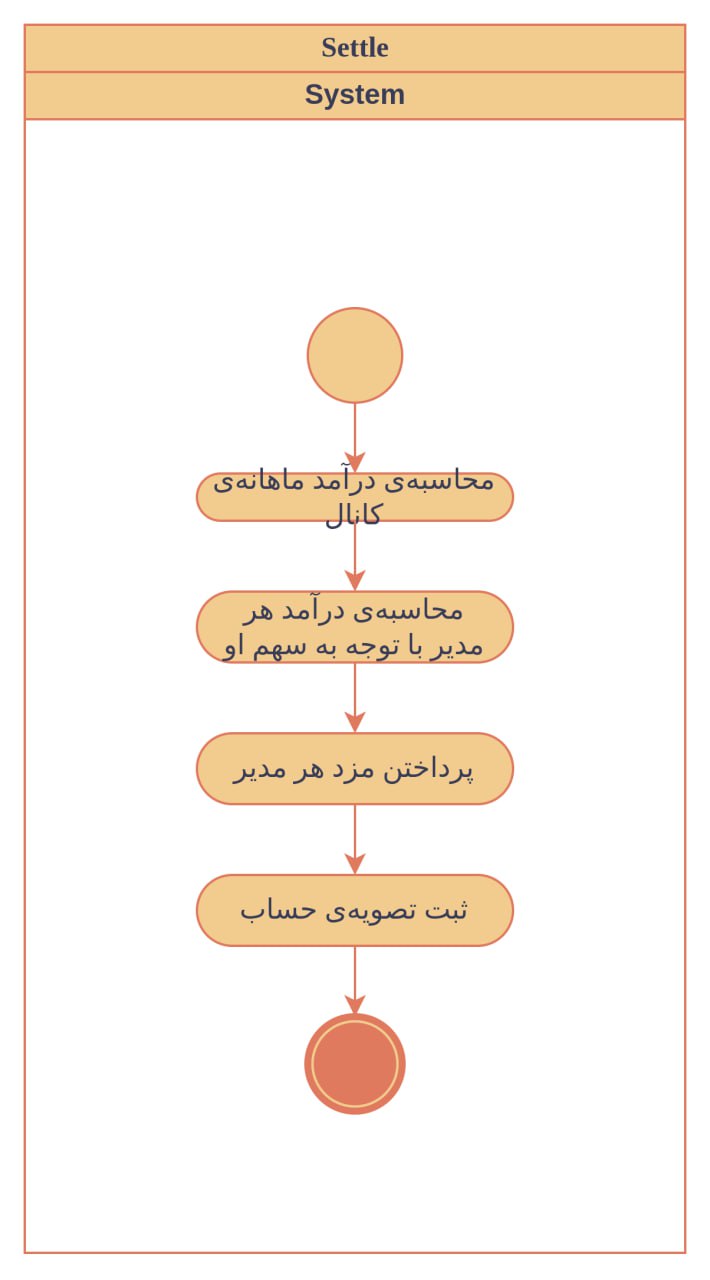 Settle
System
محاسبه‌ی درآمد ماهانه‌ی
کانال
محاسبه‌ی درآمد هر
مدیر با توجه به سهم او
پرداختن مزد هر مدیر
ثبت تصویه‌ی حساب